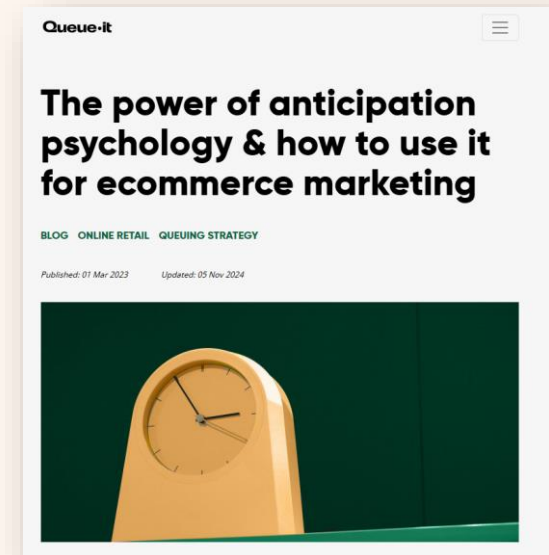 Queue-it
The power of anticipation
psychology & how to use it
for ecommerce marketing
BLOG ONLINE RETAIL QUEUING STRATEGY
Published: 01 Mar 2023 Updated: 05 Nov 2024